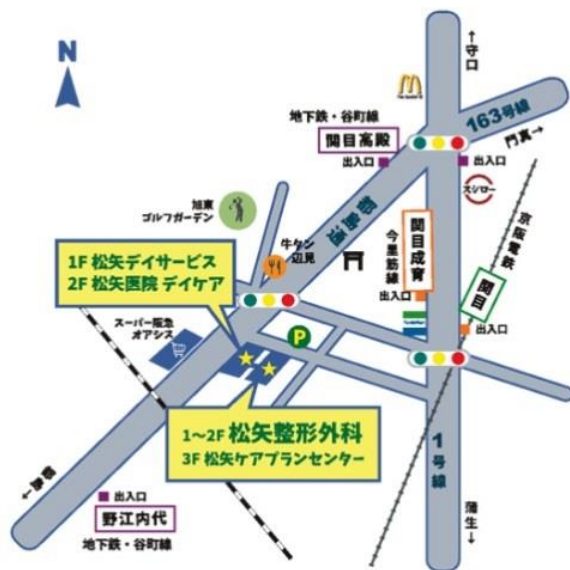 N
↑守口
163号線
門真→
地下鉄・谷町線
関目高殿
出入口
出入口
スシロー
京阪電鉄
旭東
ゴルフガーデン
都島通
牛タン
辺見
今里筋線
関目成育
出入口
関目
出入口
1F 松矢デイサービス
2F 松矢医院 デイケア
スーパー阪急
オアシス
P
1～2F 松矢整形外科
3F 松矢ケアプランセンター
1号線
蒲生↓
←都島
出入口
野江内代
地下鉄・谷町線